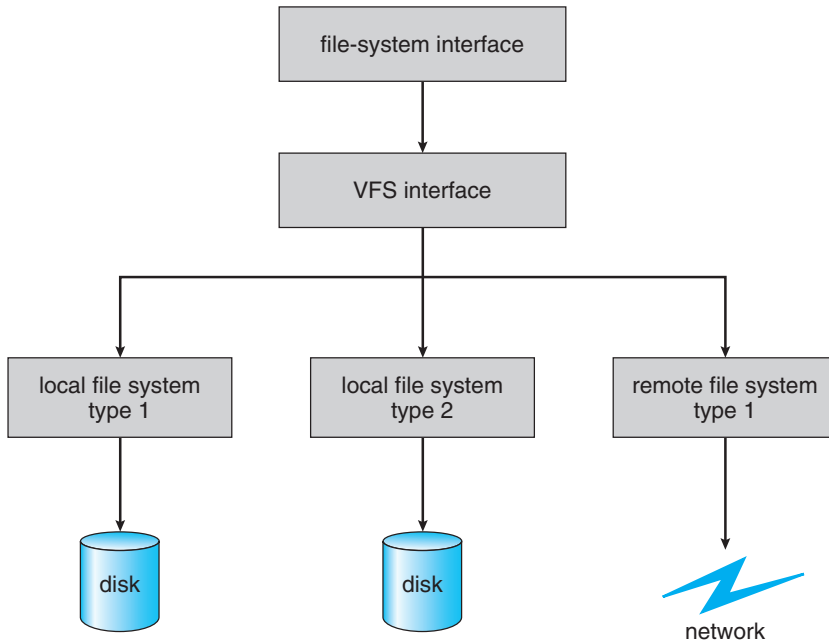 file-system interface
VFS interface
local file system
type 1
local file system
type 2
remote file system
type 1
disk
disk
network